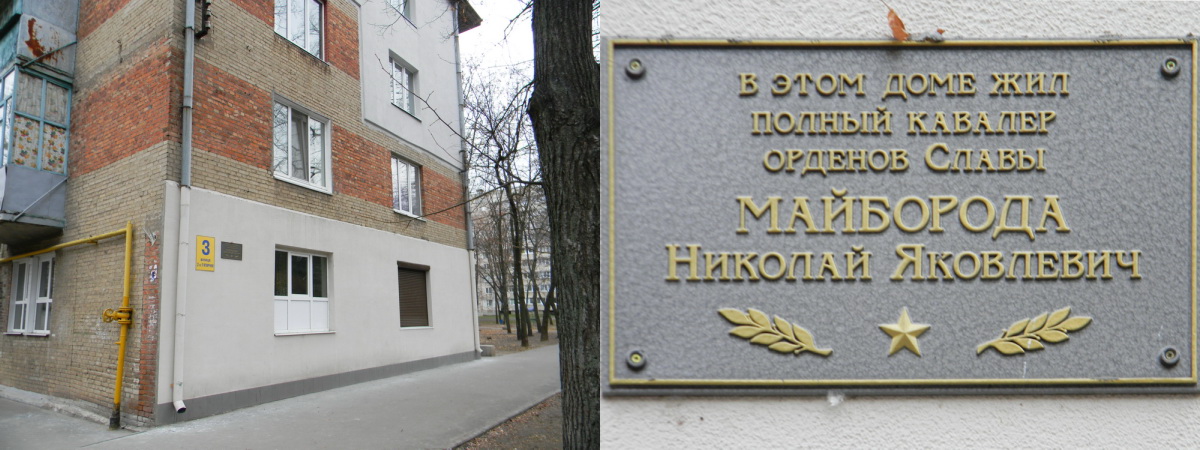 3
В ЭТОМ ДОМЕ ЖИЛ
ПОЛНЫЙ КАВАЛЕР
ОРДЕНОВ СЛАВЫ
МАЙБОРОДА
НИКОЛАЙ ЯКОВЛЕВИЧ